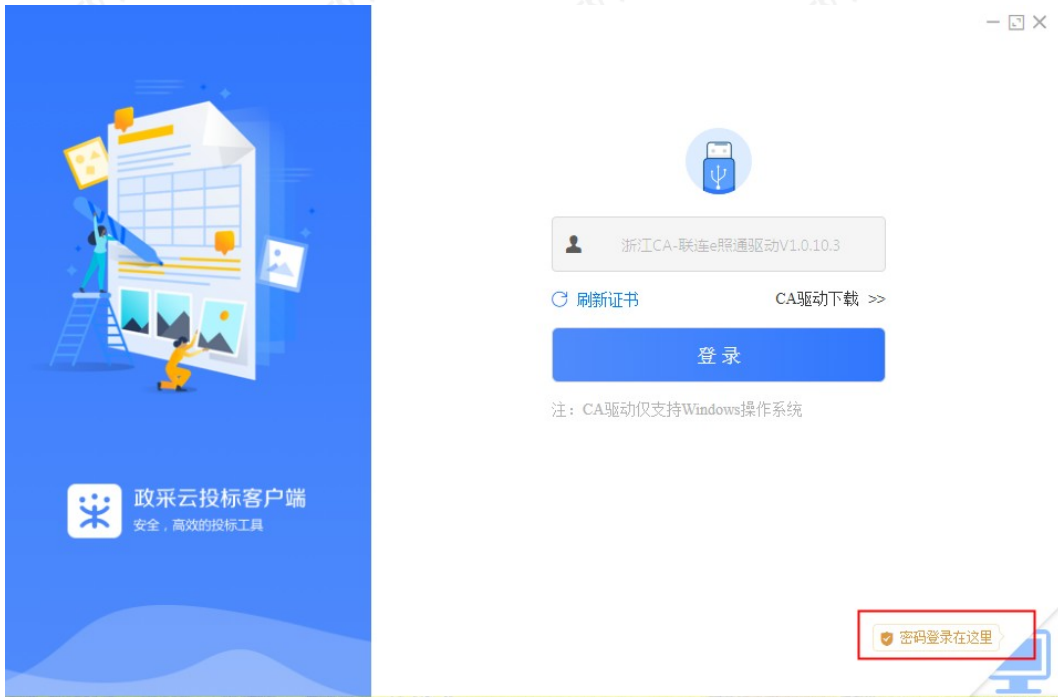 浙江CA-联连e照通驱动V1.0.10.3
刷新证书
CA驱动下载 >>
登录
注：CA驱动仅支持Windows操作系统
政采云投标客户端
安全，高效的投标工具
密码登录在这里